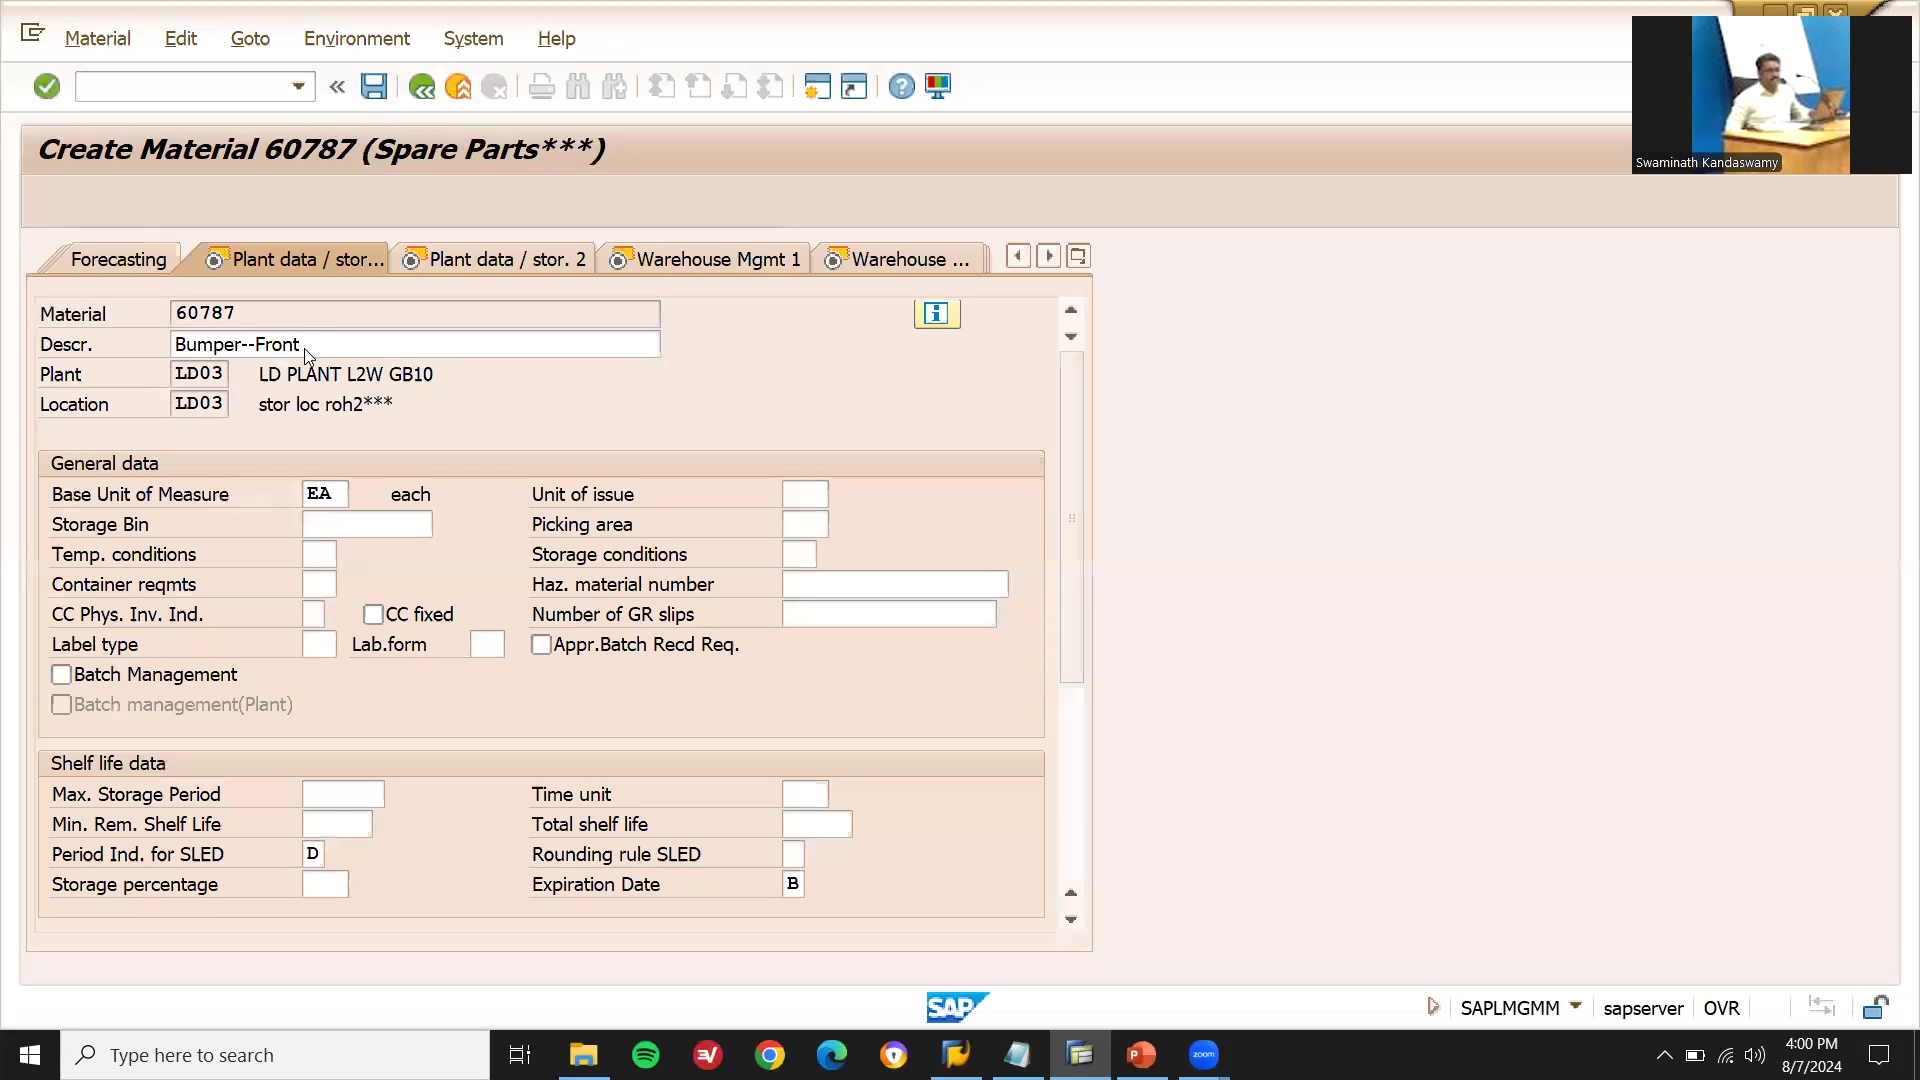 Material Edit Goto Environment System Help
Create Material 60787 (Spare Parts***)
Swaminath Kandaswamy
Forecasting Plant data / stor... Plant data / stor. 2 Warehouse Mgmt 1 Warehouse ...
Material 60787
Descr. Bumper--Front
Plant LD03 LD PLANT L2W GB10
Location LD03 stor loc roh2***
General data
Base Unit of Measure EA each Unit of issue
Storage Bin Picking area
Temp. conditions Storage conditions
Container reqmts Haz. material number
CC Phys. Inv. Ind. CC fixed Number of GR slips
Label type Lab.form Appr.Batch Recd Req.
Batch Management
Batch management(Plant)
Shelf life data
Max. Storage Period Time unit
Min. Rem. Shelf Life Total shelf life
Period Ind. for SLED D Rounding rule SLED
Storage percentage Expiration Date B
SAP SAPLMGMM sapserver OVR
Type here to search zoom 4:00 PM
8/7/2024